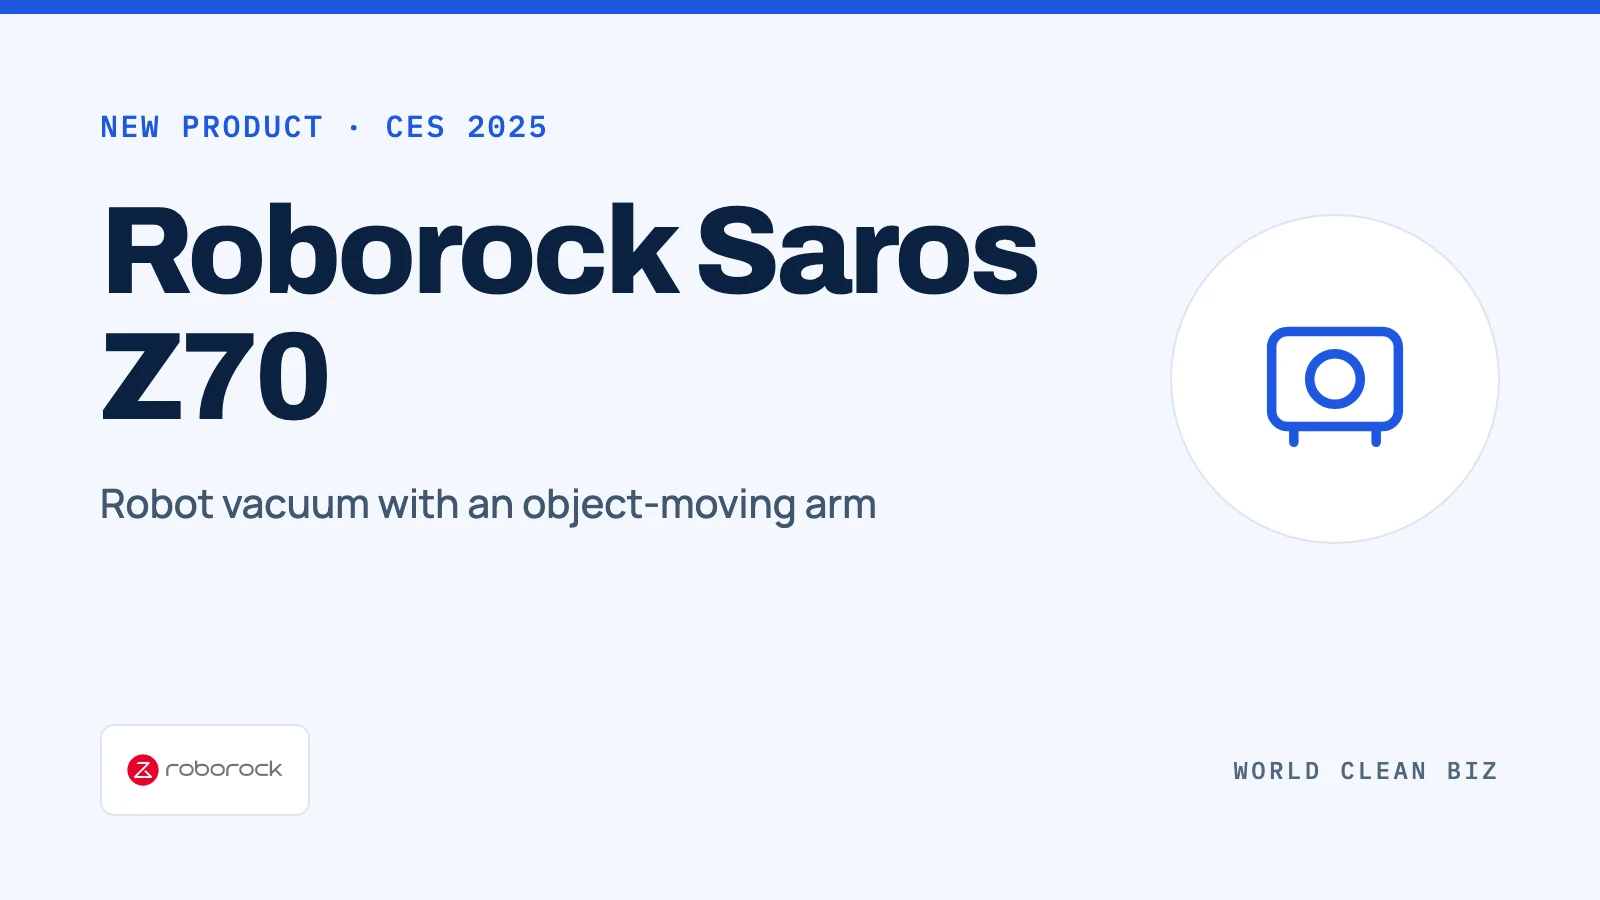 NEW PRODUCT · CES 2025
Roborock Saros
Z70
Robot vacuum with an object-moving arm
roborock
WORLD CLEAN BIZ